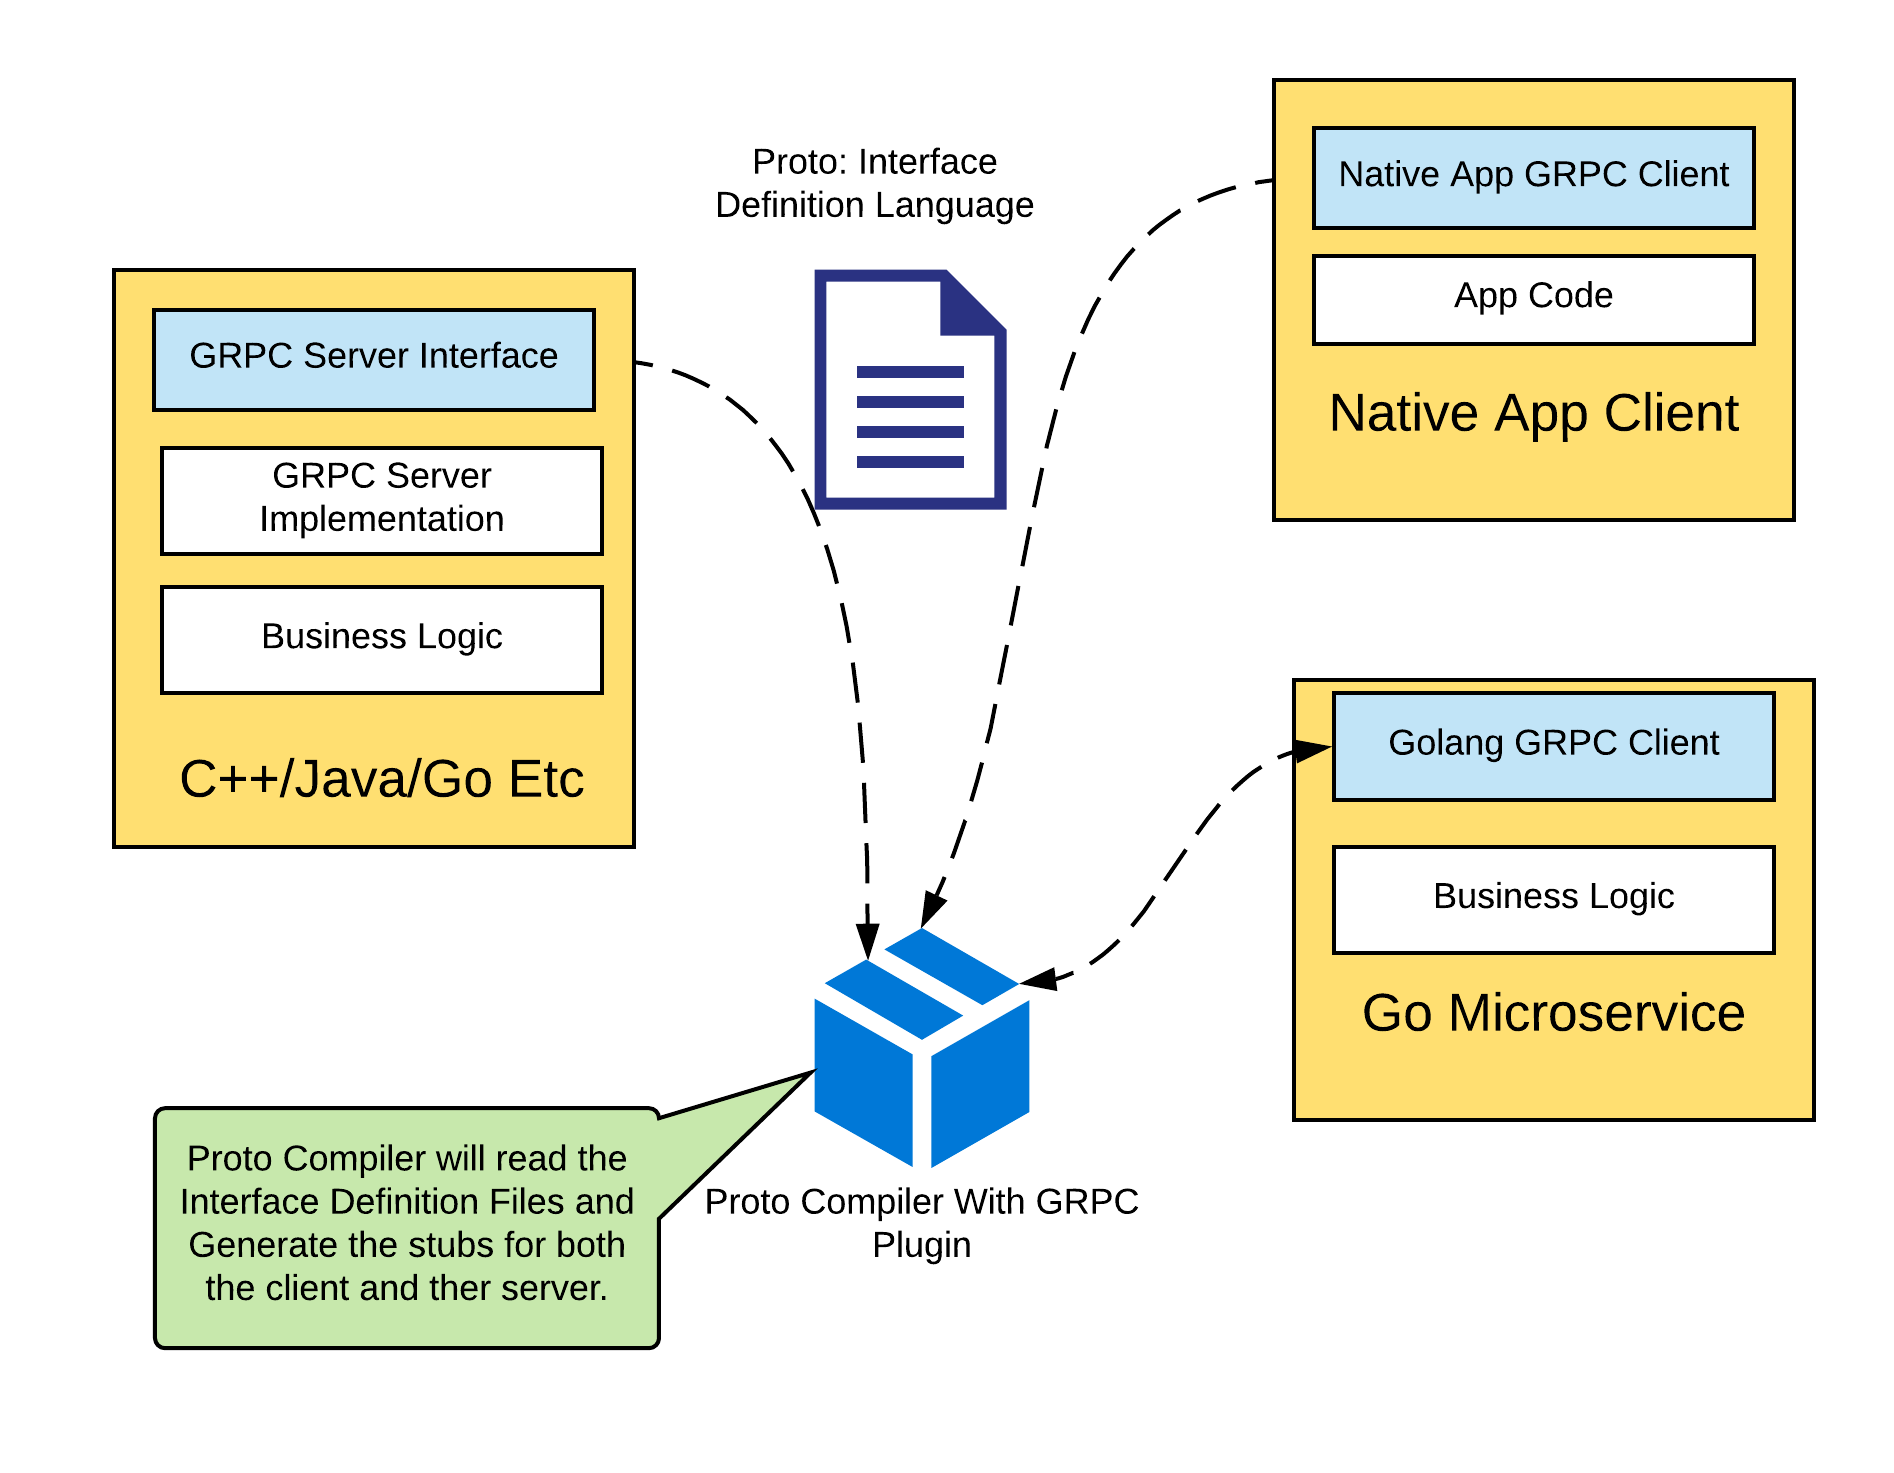 Proto: Interface
Definition Language
Native App GRPC Client
App Code
Native App Client
GRPC Server Interface
GRPC Server
Implementation
Business Logic
C++/Java/Go Etc
Golang GRPC Client
Business Logic
Go Microservice
Proto Compiler will read the
Interface Definition Files and
Generate the stubs for both
the client and ther server.
Proto Compiler With GRPC
Plugin